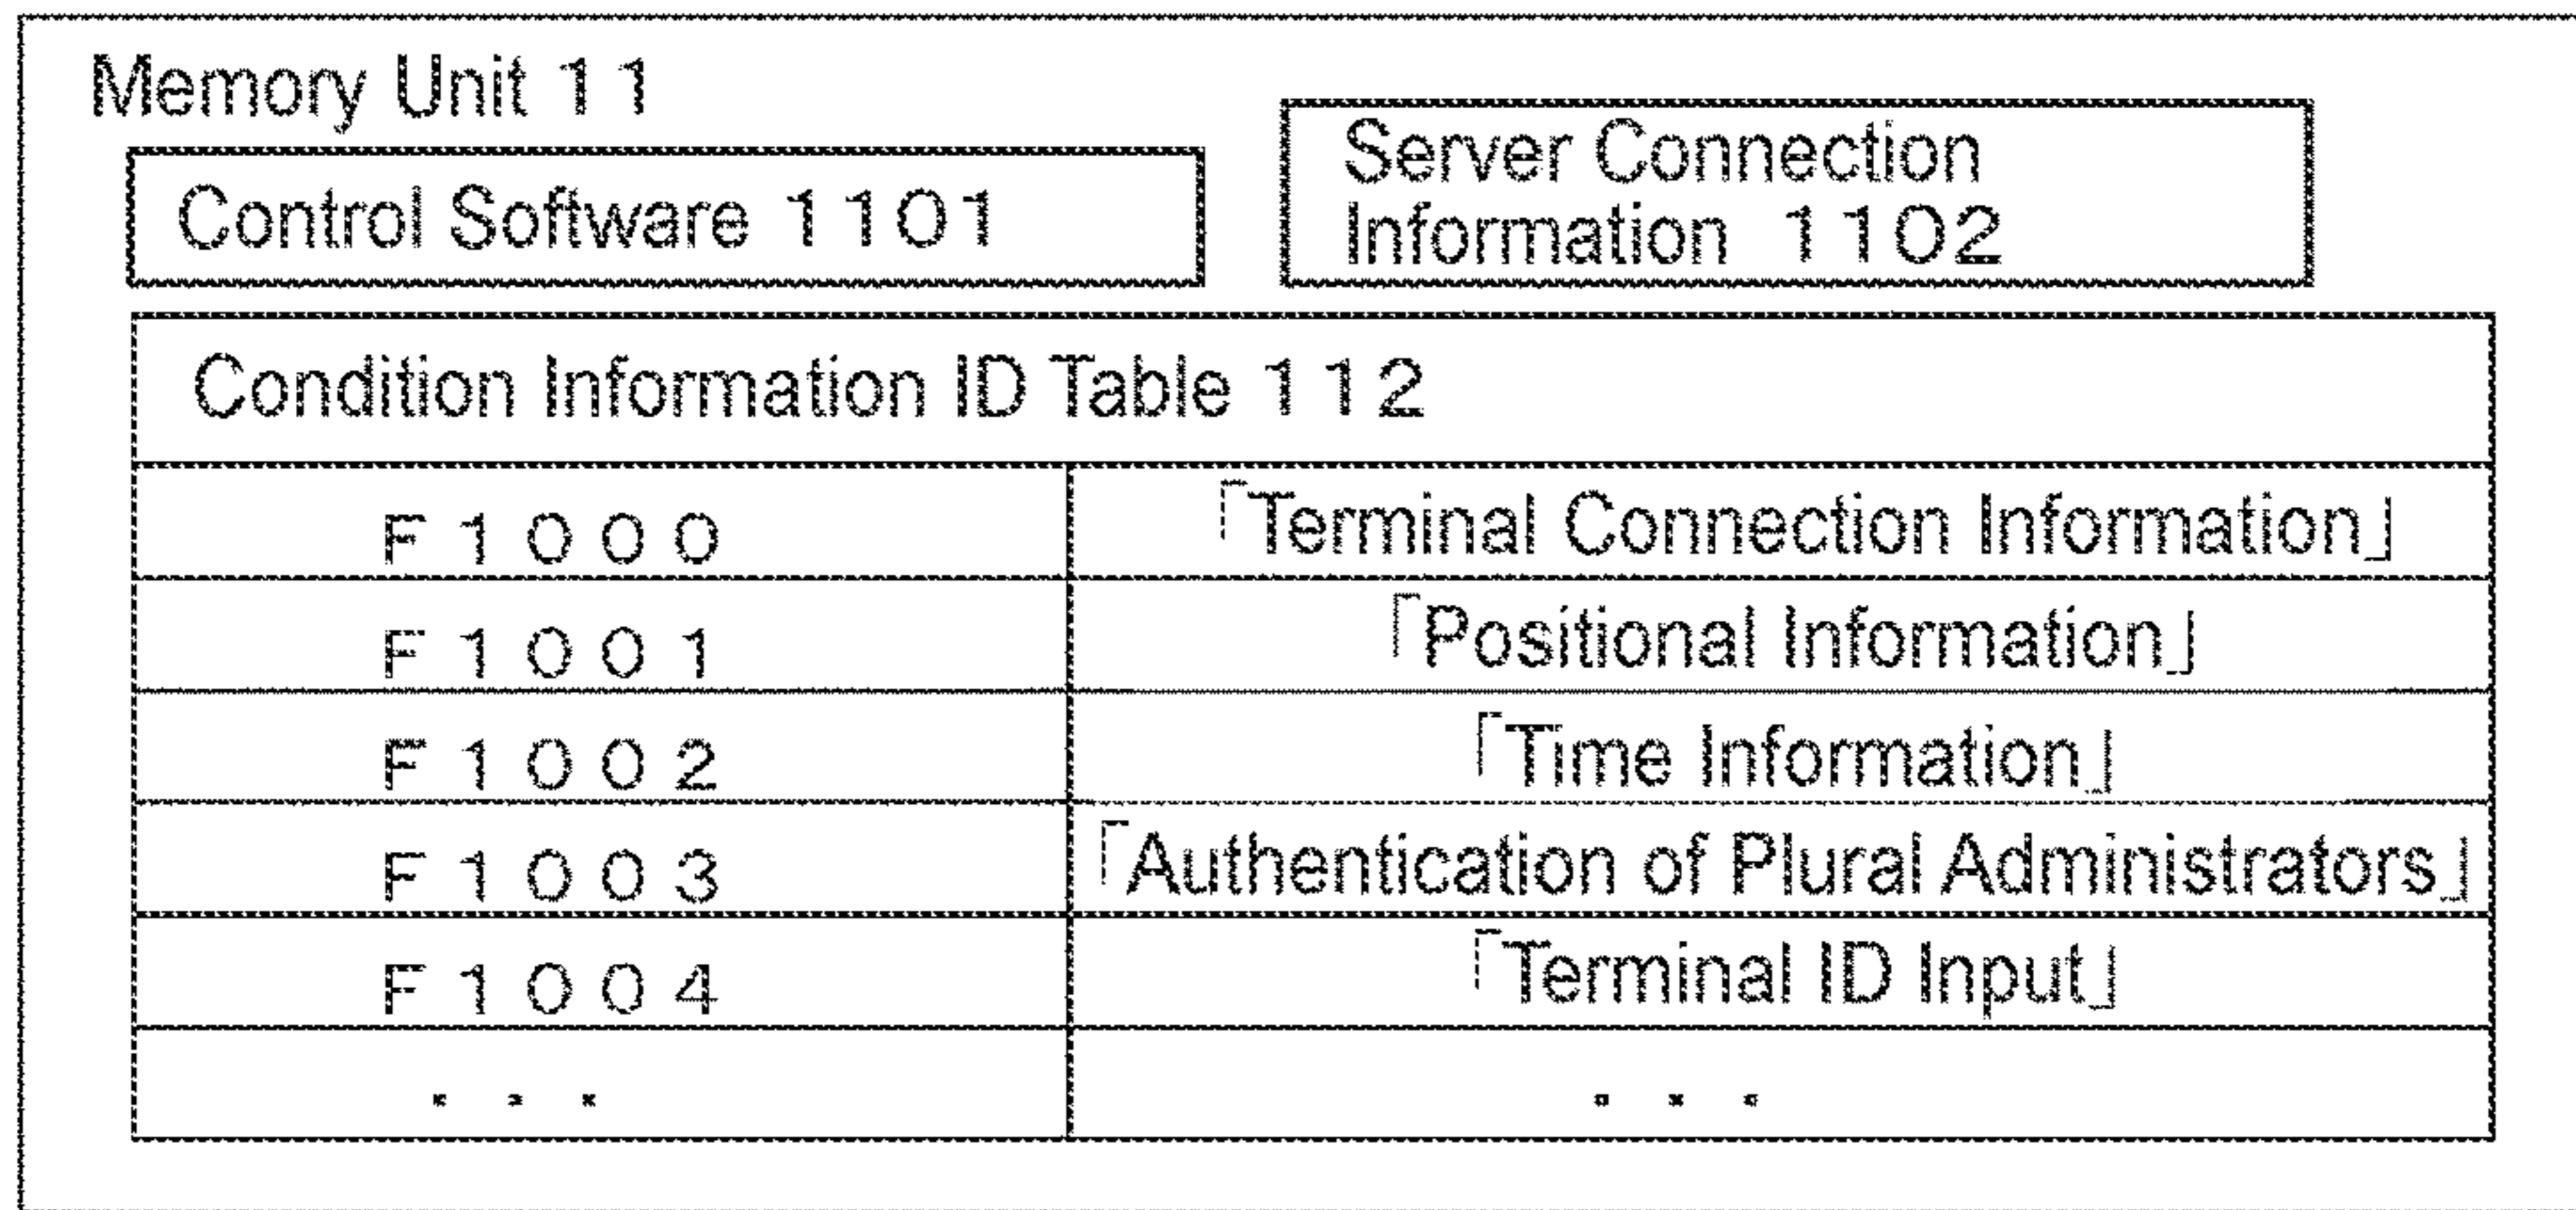 Memory Unit 11
Control Software 1101
Server Connection
Information 1102
Condition Information ID Table 112
F1000 「Terminal Connection Information」
F1001 「Positional Information」
F1002 「Time Information」
F1003 「Authentication of Plural Administrators」
F1004 「Terminal ID Input」
. . . . . .